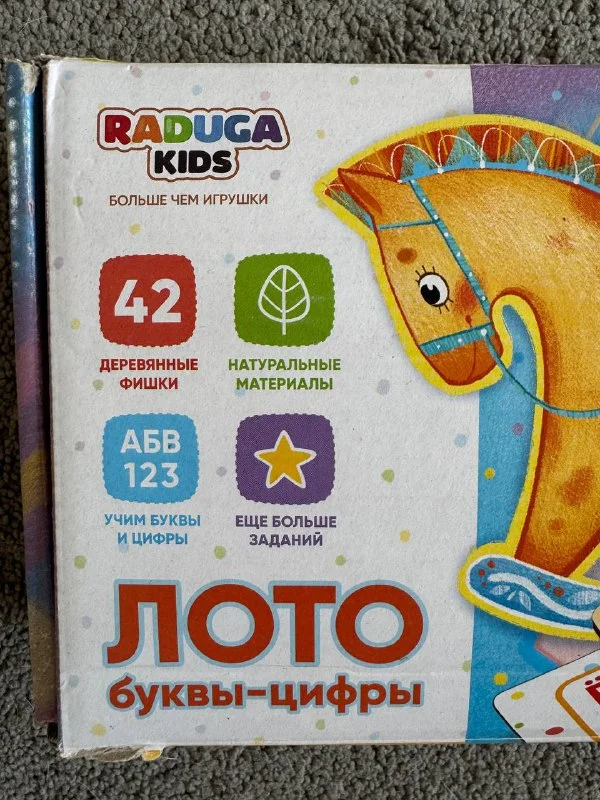 RADUGA
KIDS
БОЛЬШЕ ЧЕМ ИГРУШКИ
42
ДЕРЕВЯННЫЕ
ФИШКИ
НАТУРАЛЬНЫЕ
МАТЕРИАЛЫ
АБВ
123
УЧИМ БУКВЫ
И ЦИФРЫ
ЕЩЕ БОЛЬШЕ
ЗАДАНИЙ
ЛОТО
буквы-цифры